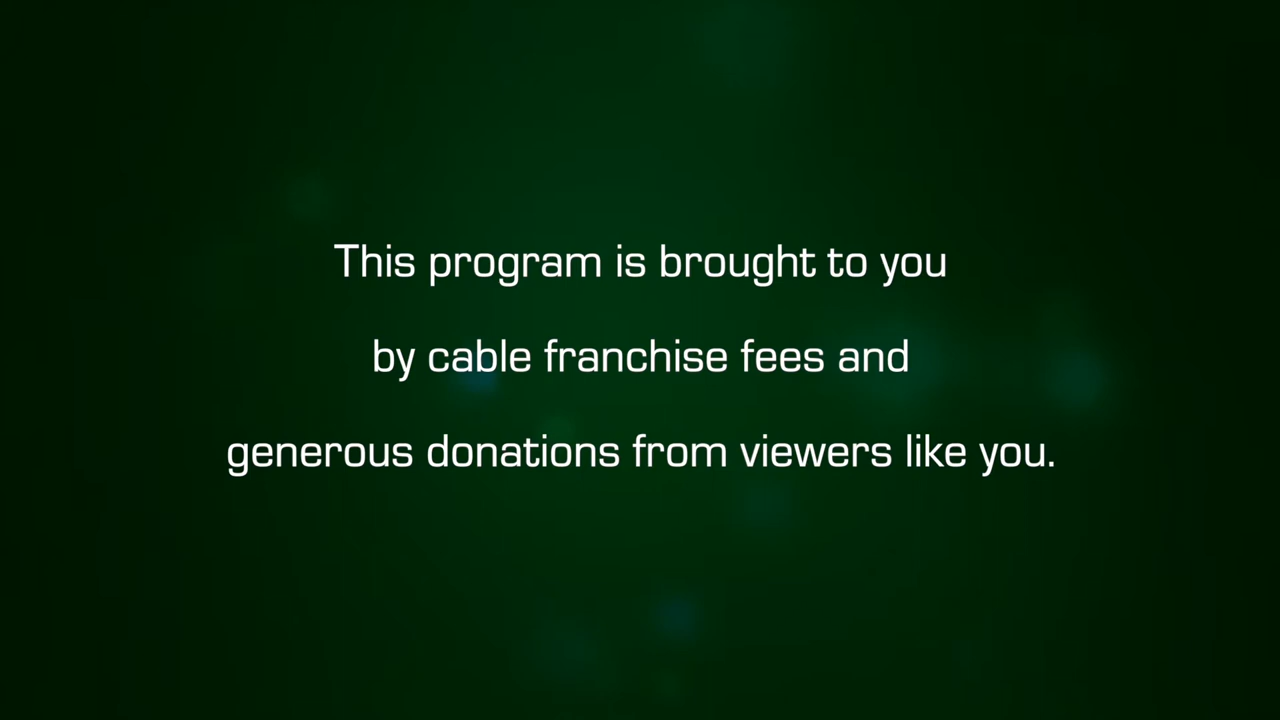 This program is brought to you
by cable franchise fees and
generous donations from viewers like you.